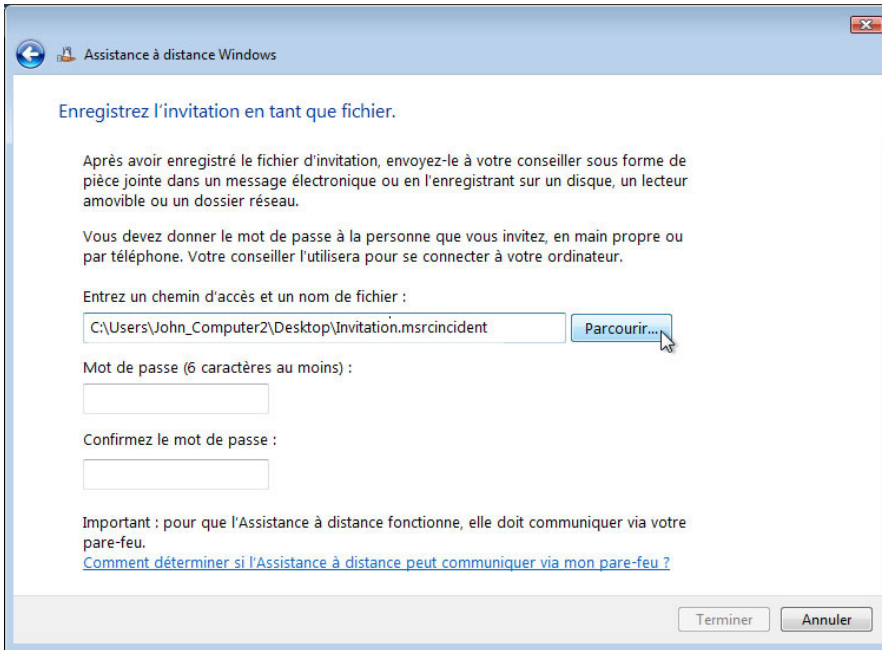 Assistance à distance Windows
Enregistrez l'invitation en tant que fichier.
Après avoir enregistré le fichier d'invitation, envoyez-le à votre conseiller sous forme de
pièce jointe dans un message électronique ou en l'enregistrant sur un disque, un lecteur
amovible ou un dossier réseau.
Vous devez donner le mot de passe à la personne que vous invitez, en main propre ou
par téléphone. Votre conseiller l'utilisera pour se connecter à votre ordinateur.
Entrez un chemin d'accès et un nom de fichier :
C:\Users\John_Computer2\Desktop\Invitation.msrcincident Parcourir...
Mot de passe (6 caractères au moins) :
Confirmez le mot de passe :
Important : pour que l'Assistance à distance fonctionne, elle doit communiquer via votre
pare-feu.
Comment déterminer si l'Assistance à distance peut communiquer via mon pare-feu ?
Terminer Annuler